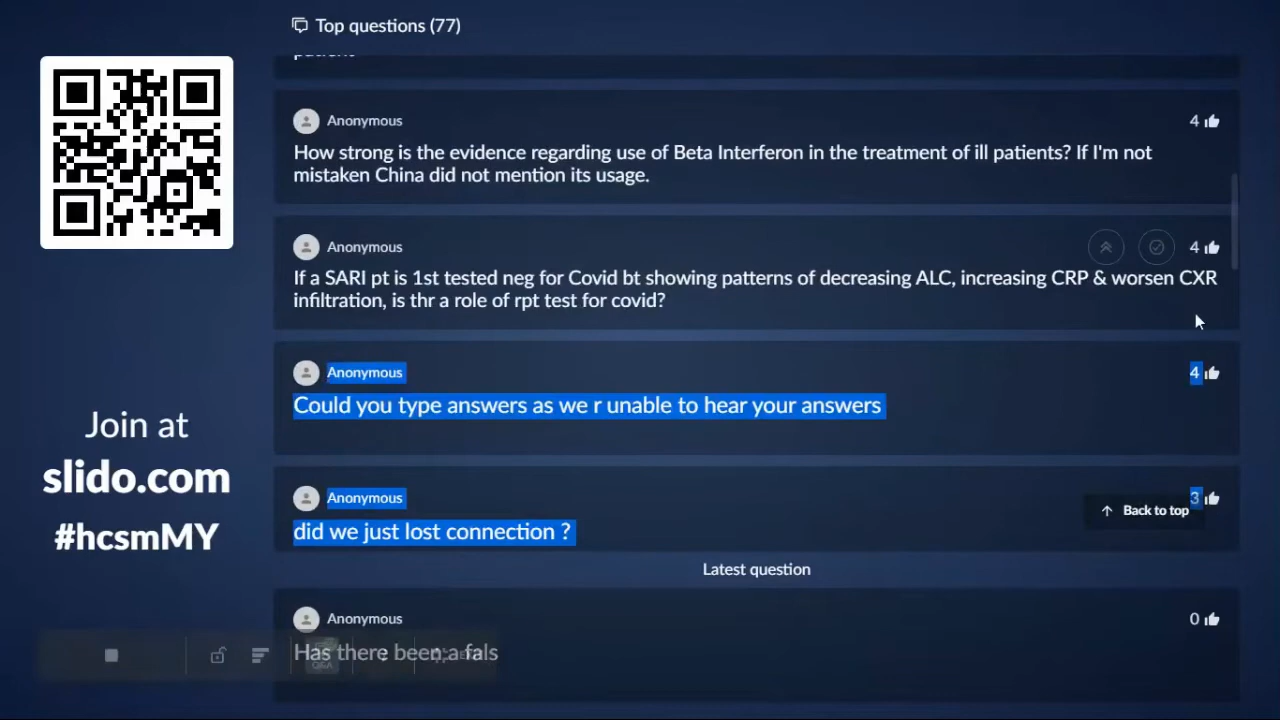 Top questions (77)
Anonymous
4
How strong is the evidence regarding use of Beta Interferon in the treatment of ill patients? If I'm not
mistaken China did not mention its usage.
Anonymous
4
If a SARI pt is 1st tested neg for Covid bt showing patterns of decreasing ALC, increasing CRP & worsen CXR
infiltration, is thr a role of rpt test for covid?
Anonymous
4
Could you type answers as we r unable to hear your answers
Anonymous
3
did we just lost connection ?
Back to top
Latest question
Anonymous
0
Has there been a fals
Q&A
Join at
slido.com
#hcsmMY